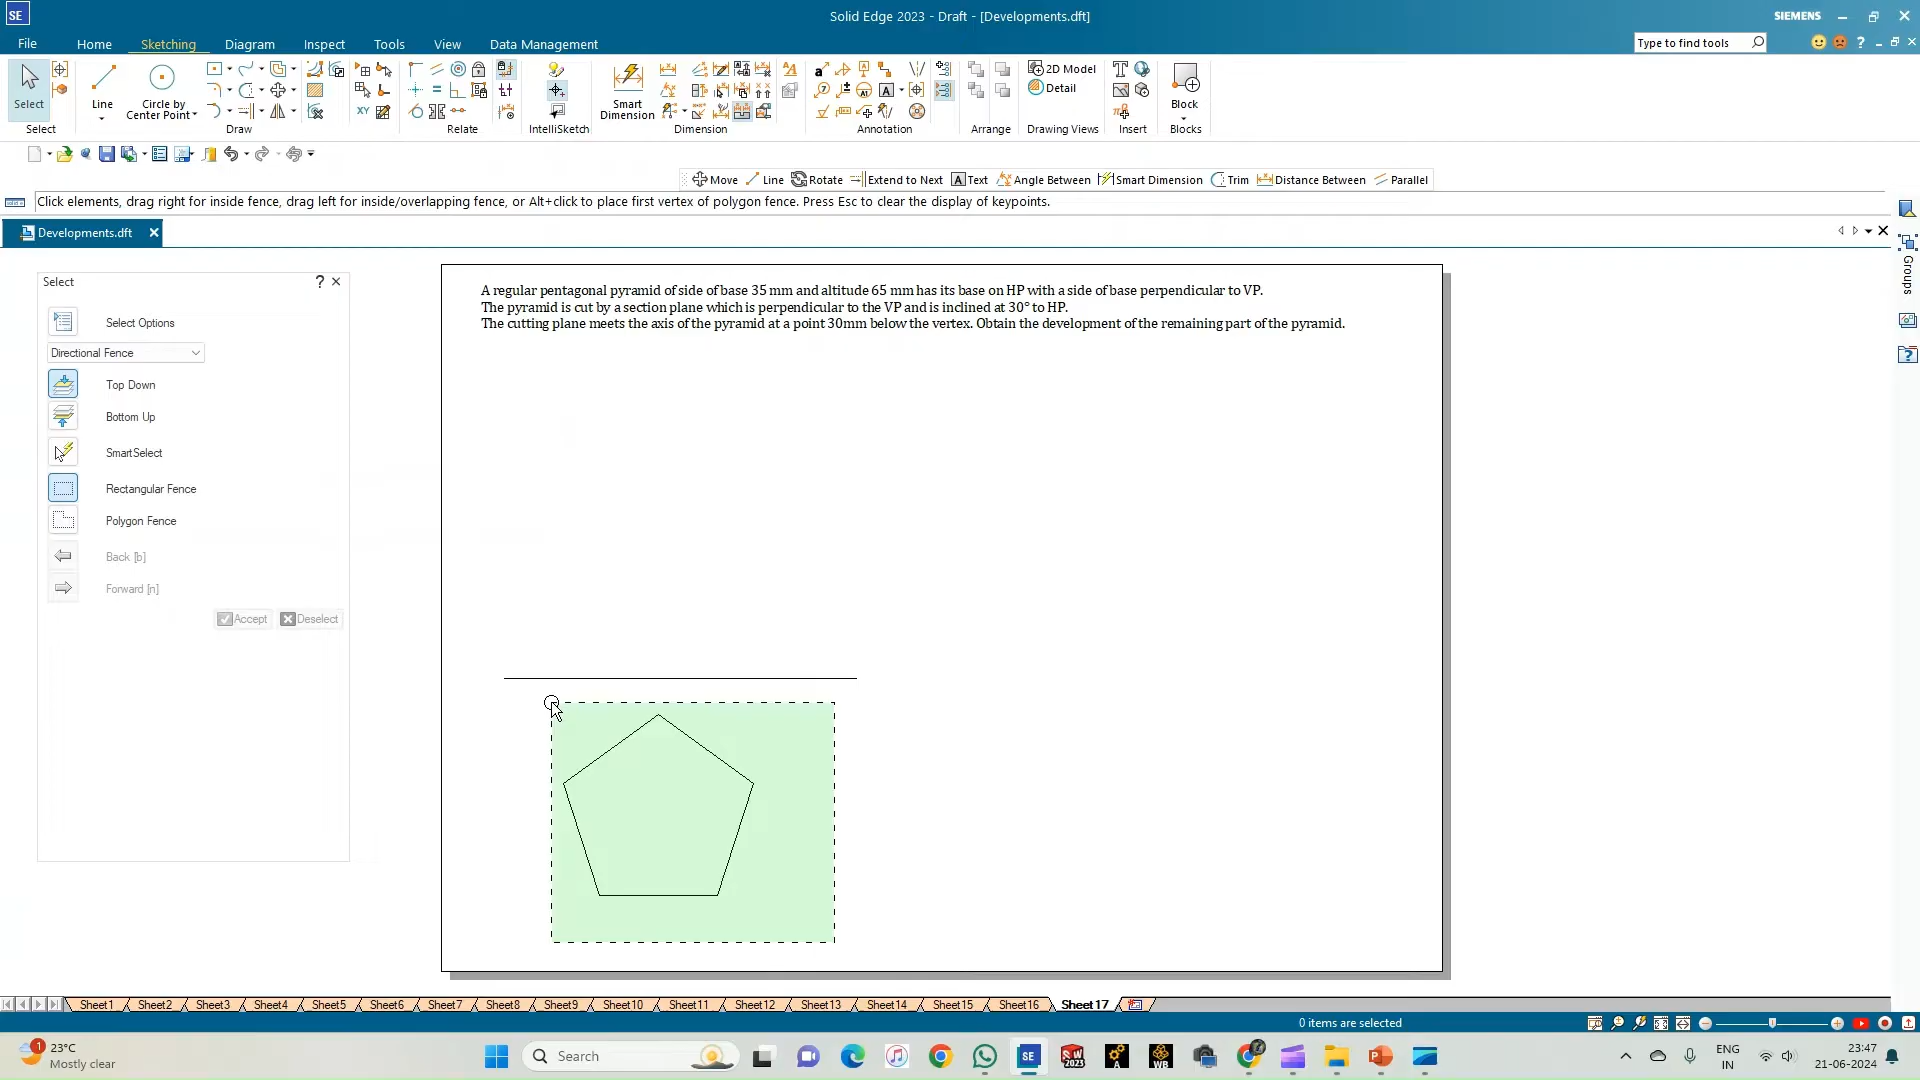 SE Solid Edge 2023 - Draft - [Developments.dft] SIEMENS
File Home Sketching Diagram Inspect Tools View Data Management Type to find tools
Select Line Circle by Center Point Smart Dimension 2D Model Detail Block
Select Draw Relate IntelliSketch Dimension Annotation Arrange Drawing Views Insert Blocks
Move Line Rotate Extend to Next Text Angle Between Smart Dimension Trim Distance Between Parallel
Click elements, drag right for inside fence, drag left for inside/overlapping fence, or Alt+click to place first vertex of polygon fence. Press Esc to clear the display of keypoints.
Developments.dft
Groups
Select ?
Select Options
Directional Fence
Top Down
Bottom Up
SmartSelect
Rectangular Fence
Polygon Fence
Back [b]
Forward [n]
Accept Deselect
A regular pentagonal pyramid of side of base 35 mm and altitude 65 mm has its base on HP with a side of base perpendicular to VP.
The pyramid is cut by a section plane which is perpendicular to the VP and is inclined at 30° to HP.
The cutting plane meets the axis of the pyramid at a point 30mm below the vertex. Obtain the development of the remaining part of the pyramid.
Sheet1 Sheet2 Sheet3 Sheet4 Sheet5 Sheet6 Sheet7 Sheet8 Sheet9 Sheet10 Sheet11 Sheet12 Sheet13 Sheet14 Sheet15 Sheet16 Sheet17
0 items are selected
1 23°C
Mostly clear
Search
ENG
IN
23:47
21-06-2024